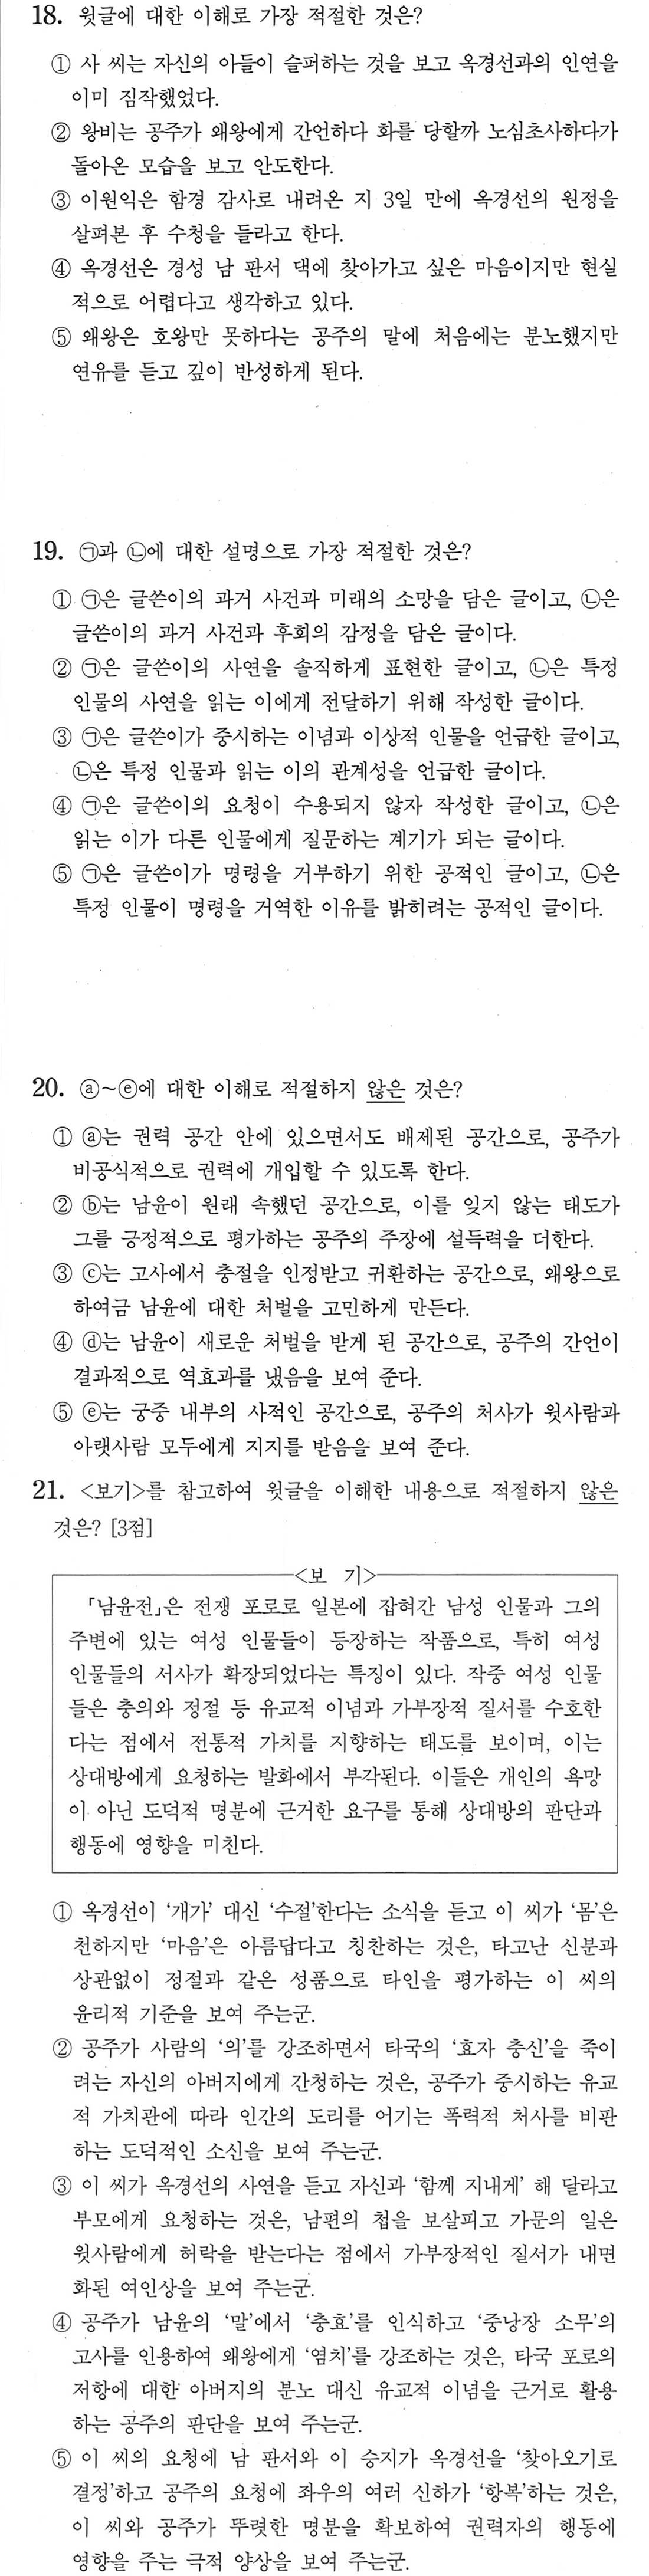 18. 윗글에 대한 이해로 가장 적절한 것은?
① 사 씨는 자신의 아들이 슬퍼하는 것을 보고 옥경선과의 인연을
이미 짐작했었다.
② 왕비는 공주가 왜왕에게 간언하다 화를 당할까 노심초사하다가
돌아온 모습을 보고 안도한다.
③ 이원익은 함경 감사로 내려온 지 3일 만에 옥경선의 원정을
살펴본 후 수청을 들라고 한다.
④ 옥경선은 경성 남 판서 댁에 찾아가고 싶은 마음이지만 현실
적으로 어렵다고 생각하고 있다.
⑤ 왜왕은 호왕만 못하다는 공주의 말에 처음에는 분노했지만
연유를 듣고 깊이 반성하게 된다.
19. ㉠과 ㉡에 대한 설명으로 가장 적절한 것은?
① ㉠은 글쓴이의 과거 사건과 미래의 소망을 담은 글이고, ㉡은
글쓴이의 과거 사건과 후회의 감정을 담은 글이다.
② ㉠은 글쓴이의 사연을 솔직하게 표현한 글이고, ㉡은 특정
인물의 사연을 읽는 이에게 전달하기 위해 작성한 글이다.
③ ㉠은 글쓴이가 중시하는 이념과 이상적 인물을 언급한 글이고,
㉡은 특정 인물과 읽는 이의 관계성을 언급한 글이다.
④ ㉠은 글쓴이의 요청이 수용되지 않자 작성한 글이고, ㉡은
읽는 이가 다른 인물에게 질문하는 계기가 되는 글이다.
⑤ ㉠은 글쓴이가 명령을 거부하기 위한 공적인 글이고, ㉡은
특정 인물이 명령을 거역한 이유를 밝히려는 공적인 글이다.
20. ⓐ~ⓔ에 대한 이해로 적절하지 않은 것은?
① ⓐ는 권력 공간 안에 있으면서도 배제된 공간으로, 공주가
비공식적으로 권력에 개입할 수 있도록 한다.
② ⓑ는 남윤이 원래 속했던 공간으로, 이를 잊지 않는 태도가
그를 긍정적으로 평가하는 공주의 주장에 설득력을 더한다.
③ ⓒ는 고사에서 충절을 인정받고 귀환하는 공간으로, 왜왕으로
하여금 남윤에 대한 처벌을 고민하게 만든다.
④ ⓓ는 남윤이 새로운 처벌을 받게 된 공간으로, 공주의 간언이
결과적으로 역효과를 냈음을 보여 준다.
⑤ ⓔ는 궁중 내부의 사적인 공간으로, 공주의 처사가 윗사람과
아랫사람 모두에게 지지를 받음을 보여 준다.
21. <보기>를 참고하여 윗글을 이해한 내용으로 적절하지 않은
것은? [3점]
<보 기>
「남윤전」은 전쟁 포로로 일본에 잡혀간 남성 인물과 그의
주변에 있는 여성 인물들이 등장하는 작품으로, 특히 여성
인물들의 서사가 확장되었다는 특징이 있다. 작중 여성 인물
들은 충의와 정절 등 유교적 이념과 가부장적 질서를 수호한
다는 점에서 전통적 가치를 지향하는 태도를 보이며, 이는
상대방에게 요청하는 발화에서 부각된다. 이들은 개인의 욕망
이 아닌 도덕적 명분에 근거한 요구를 통해 상대방의 판단과
행동에 영향을 미친다.
① 옥경선이 '개가' 대신 '수절'한다는 소식을 듣고 이 씨가 '몸'은
천하지만 '마음'은 아름답다고 칭찬하는 것은, 타고난 신분과
상관없이 정절과 같은 성품으로 타인을 평가하는 이 씨의
윤리적 기준을 보여 주는군.
② 공주가 사람의 '의'를 강조하면서 타국의 '효자 충신'을 죽이
려는 자신의 아버지에게 간청하는 것은, 공주가 중시하는 유교
적 가치관에 따라 인간의 도리를 어기는 폭력적 처사를 비판
하는 도덕적인 소신을 보여 주는군.
③ 이 씨가 옥경선의 사연을 듣고 자신과 '함께 지내게' 해 달라고
부모에게 요청하는 것은, 남편의 첩을 보살피고 가문의 일은
윗사람에게 허락을 받는다는 점에서 가부장적인 질서가 내면
화된 여인상을 보여 주는군.
④ 공주가 남윤의 '말'에서 '충효'를 인식하고 '중낭장 소무'의
고사를 인용하여 왜왕에게 '염치'를 강조하는 것은, 타국 포로의
저항에 대한 아버지의 분노 대신 유교적 이념을 근거로 활용
하는 공주의 판단을 보여 주는군.
⑤ 이 씨의 요청에 남 판서와 이 승지가 옥경선을 '찾아오기로
결정'하고 공주의 요청에 좌우의 여러 신하가 '항복'하는 것은,
이 씨와 공주가 뚜렷한 명분을 확보하여 권력자의 행동에
영향을 주는 극적 양상을 보여 주는군.